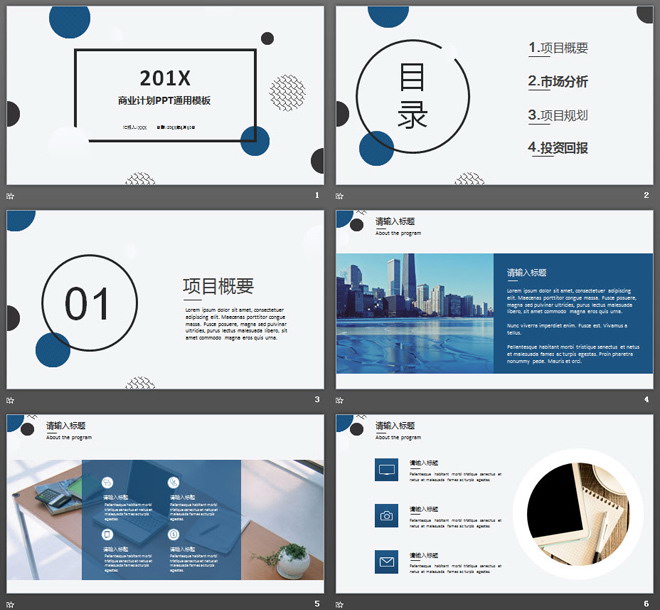 201X
商业计划PPT通用模板
1
目
录
1.项目概要
2.市场分析
3.项目规划
4.投资回报
2
01
项目概要
Lorem ipsum dolor sit amet, consectetuer
adipiscing elit. Maecenas porttitor congue
massa. Fusce posuere, magna sed pulvinar
ultricies, purus lectus malesuada libero, sit
amet commodo magna eros quis urna.
3
请输入标题
About the program
请输入标题
Lorem ipsum dolor sit amet, consectetuer adipiscing
elit. Maecenas porttitor congue massa. Fusce
posuere, magna sed pulvinar ultricies, purus lectus
malesuada libero, sit amet commodo magna eros
quis urna.
Nunc viverra imperdiet enim. Fusce est. Vivamus a
tellus.
Pellentesque habitant morbi tristique senectus et netus
et malesuada fames ac turpis egestas. Proin pharetra
nonummy pede. Mauris et orci.
4
请输入标题
About the program
请输入标题
Pellentesque habitant morbi
tristique senectus et netus et
malesuada fames ac turpis
egestas.
请输入标题
Pellentesque habitant morbi
tristique senectus et netus et
malesuada fames ac turpis
egestas.
请输入标题
Pellentesque habitant morbi
tristique senectus et netus et
malesuada fames ac turpis
egestas.
请输入标题
Pellentesque habitant morbi
tristique senectus et netus et
malesuada fames ac turpis
egestas.
5
请输入标题
About the program
请输入标题
Pellentesque habitant morbi tristique senectus et
netus et malesuada fames ac turpis egestas.
请输入标题
Pellentesque habitant morbi tristique senectus et
netus et malesuada fames ac turpis egestas.
请输入标题
Pellentesque habitant morbi tristique senectus et
netus et malesuada fames ac turpis egestas.
6